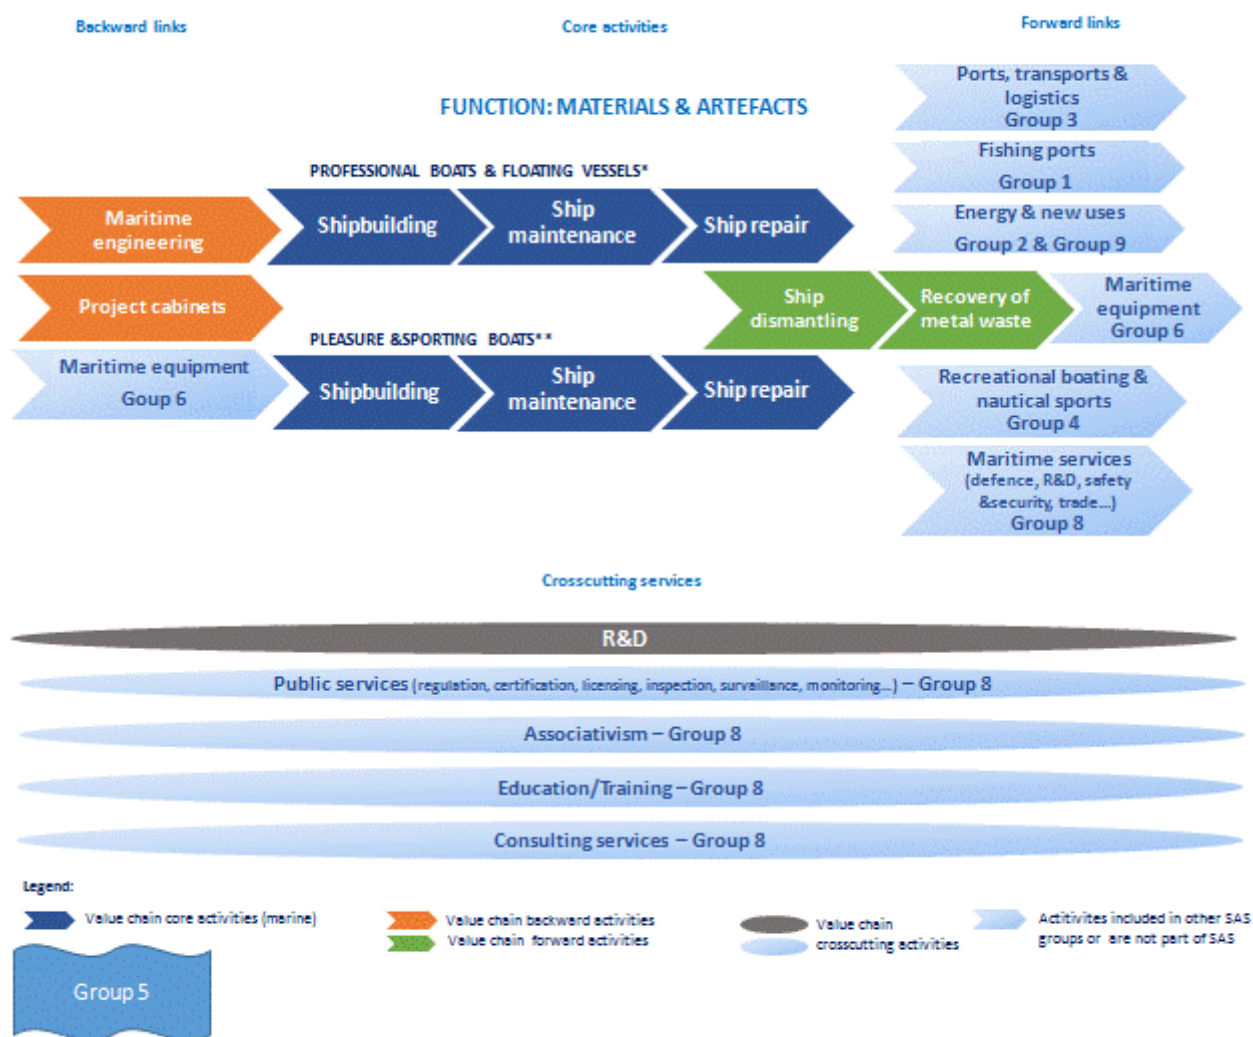 Backward links
Core activities
Forward links
FUNCTION: MATERIALS & ARTEFACTS
Ports, transports &
logistics
Group 3
Fishing ports
Group 1
Energy & new uses
Group 2 & Group 9
PROFESSIONAL BOATS & FLOATING VESSELS*
Maritime
engineering
Shipbuilding
Ship
maintenance
Ship repair
Project cabinets
Ship
dismantling
Recovery of
metal waste
Maritime
equipment
Group 6
PLEASURE &SPORTING BOATS**
Maritime equipment
Goup 6
Shipbuilding
Ship
maintenance
Ship repair
Recreational boating &
nautical sports
Group 4
Maritime services
(defence, R&D, safety
&security, trade...)
Group 8
Crosscutting services
R&D
Public services (regulation, certification, licensing, inspection, survaillance, monitoring...) – Group 8
Associativism – Group 8
Education/Training – Group 8
Consulting services – Group 8
Legend:
Value chain core activities (marine)
Value chain backward activities
Value chain forward activities
Value chain
crosscutting activities
Actitivites included in other SAS
groups or are not part of SAS
Group 5